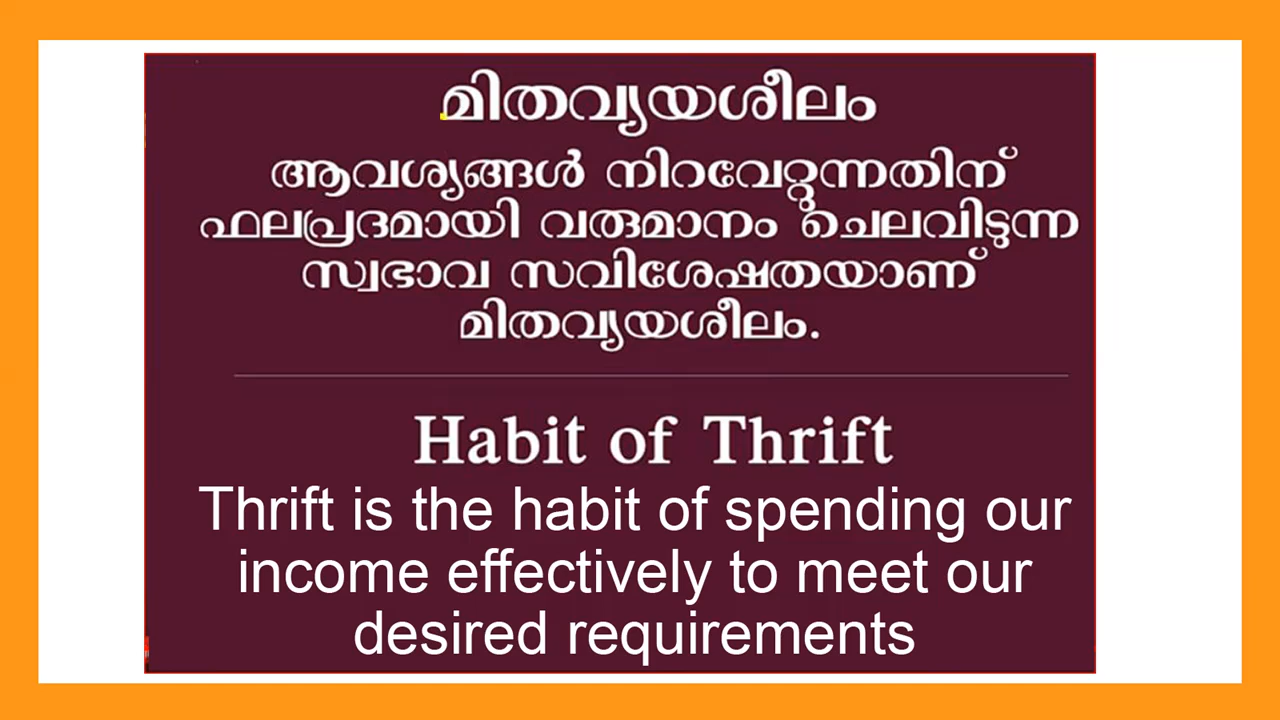 മിതവ്യയശീലം
ആവശ്യങ്ങൾ നിറവേറ്റുന്നതിന്
ഫലപ്രദമായി വരുമാനം ചെലവിടുന്ന
സ്വഭാവ സവിശേഷതയാണ്
മിതവ്യയശീലം.
Habit of Thrift
Thrift is the habit of spending our
income effectively to meet our
desired requirements